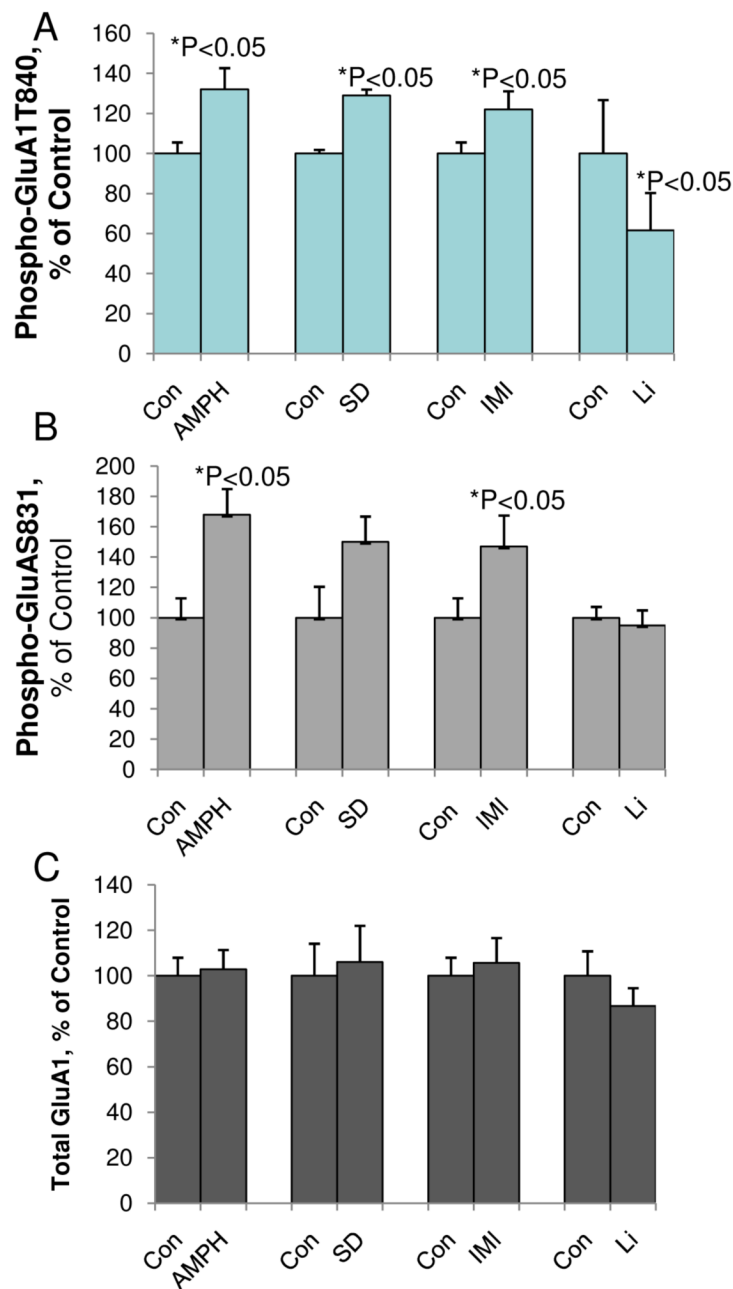 A
Phospho-GluA1T840,
% of Control
160
140
120
100
80
60
40
20
0
*P<0.05
*P<0.05
*P<0.05
*P<0.05
Con
AMPH
Con
SD
Con
IMI
Con
Li
B
Phospho-GluAS831,
% of Control
200
180
160
140
120
100
80
60
40
20
0
*P<0.05
*P<0.05
Con
AMPH
Con
SD
Con
IMI
Con
Li
C
Total GluA1, % of Control
140
120
100
80
60
40
20
0
Con
AMPH
Con
SD
Con
IMI
Con
Li